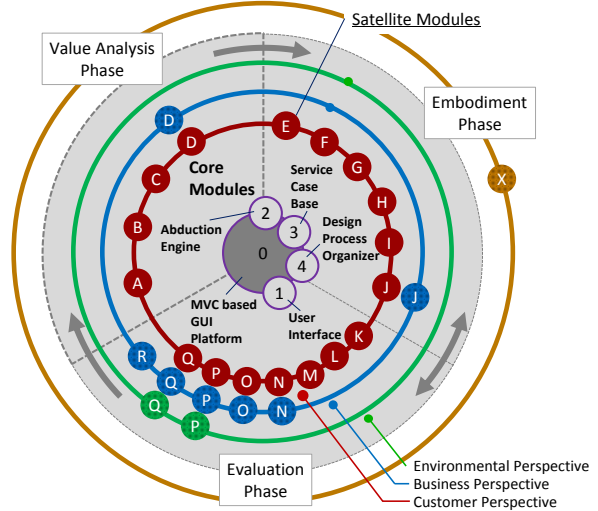 Satellite Modules
Value Analysis
Phase
Embodiment
Phase
D
E
D
F
G
X
C
Core
Modules
Service
Case
Base
H
B
Abduction
Engine
2
3
Design
Process
Organizer
I
0
4
A
J
J
1
MVC based
GUI
Platform
User
Interface
K
R
Q
L
Q
P
O
N
M
Q
P
O
N
P
Evaluation
Phase
Environmental Perspective
Business Perspective
Customer Perspective